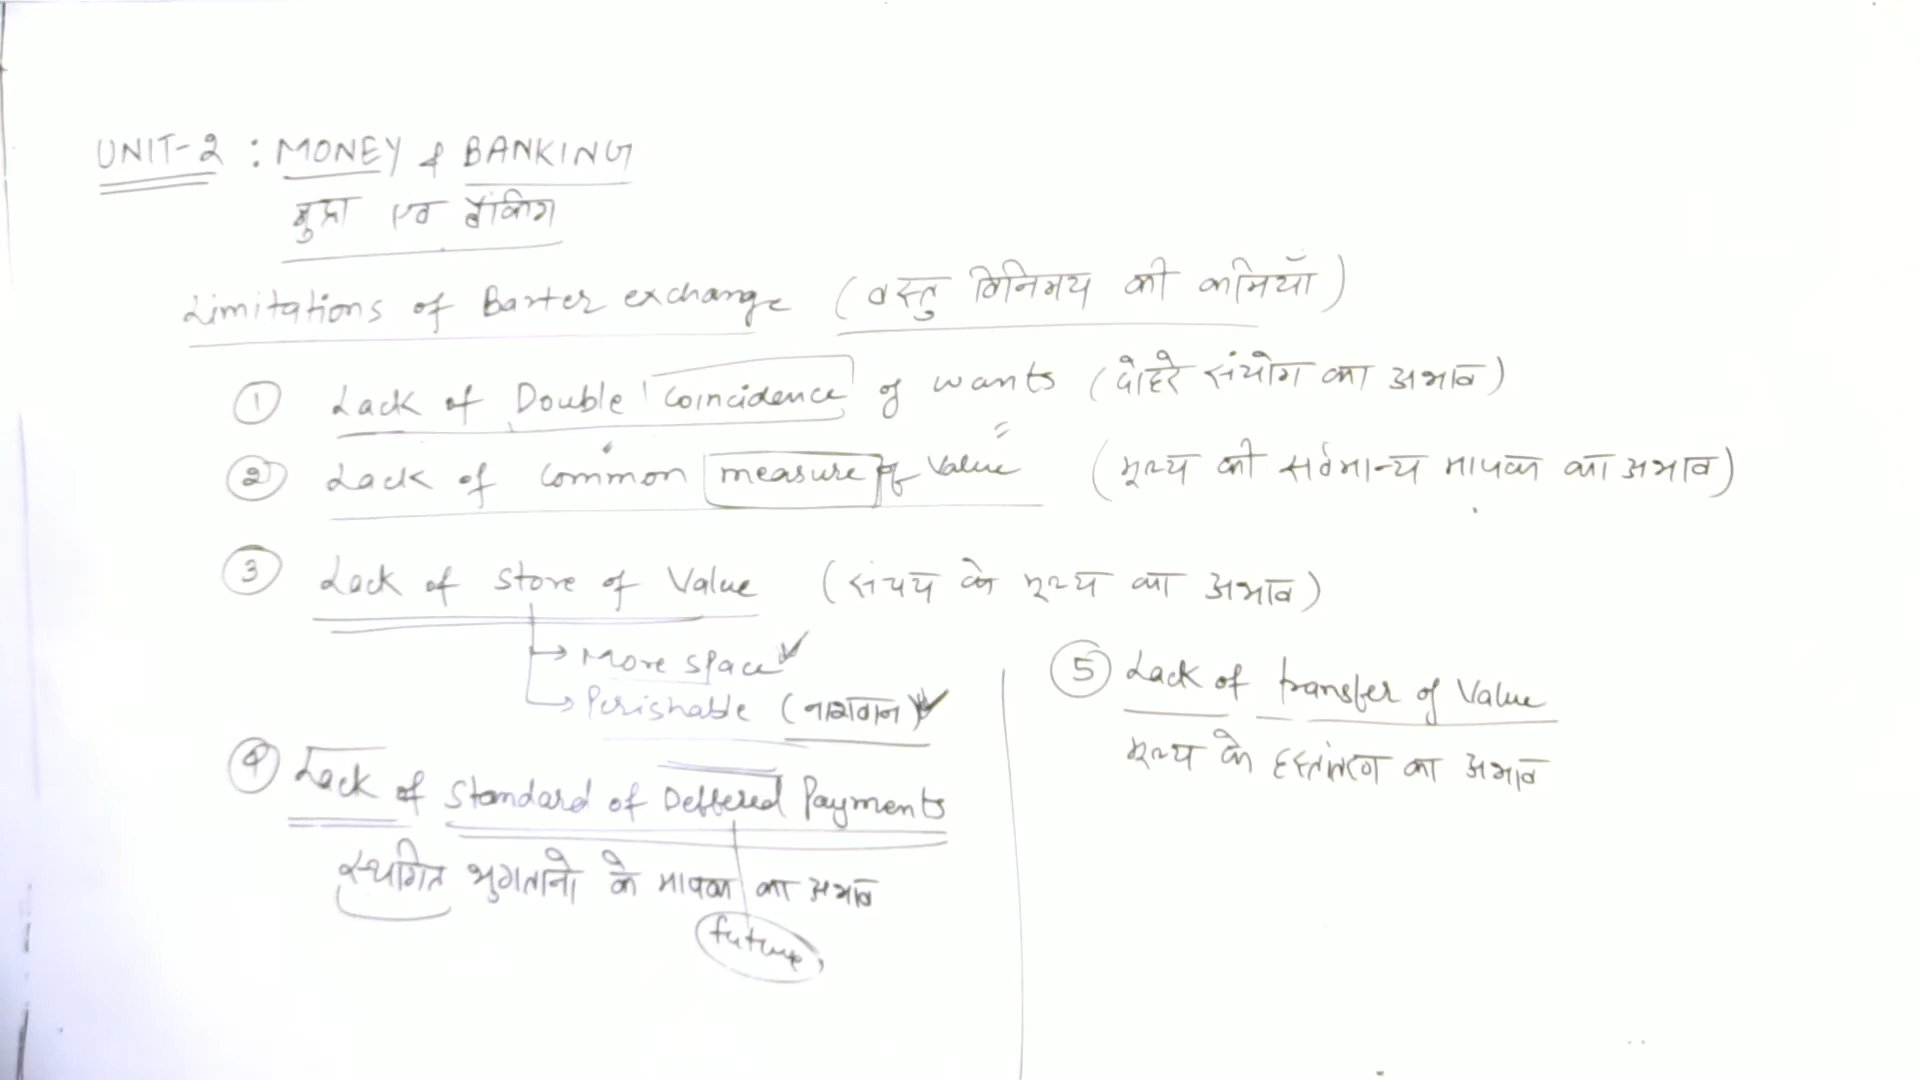 UNIT-2 : MONEY & BANKING
मुद्रा एवं बैंकिंग
Limitations of Barter exchange (वस्तु विनिमय की कमियाँ)
① Lack of Double Coincidence of wants (दोहरे संयोग का अभाव)
② Lack of Common measure of Value (मूल्य की सर्वमान्य मापक का अभाव)
③ Lack of Store of Value (संचय के मूल्य का अभाव)
→ More space
→ Perishable (नाशवान)
④ Lack of Standard of Deffered Payments
स्थगित भुगतानो के मापक का अभाव
future
⑤ Lack of transfer of Value
मूल्य के हस्तांतरण का अभाव